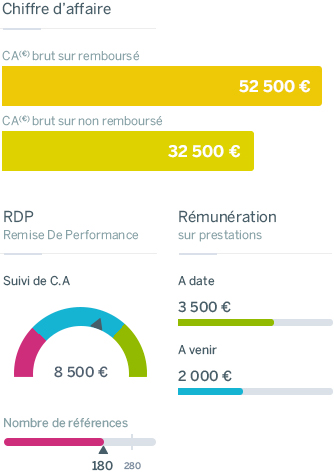 Chiffre d’affaire
CA(€) brut sur remboursé
52 500 €
CA(€) brut sur non remboursé
32 500 €
RDP
Remise De Performance
Suivi de C.A
8 500 €
Nombre de références
180 280
Rémunération
sur prestations
A date
3 500 €
A venir
2 000 €